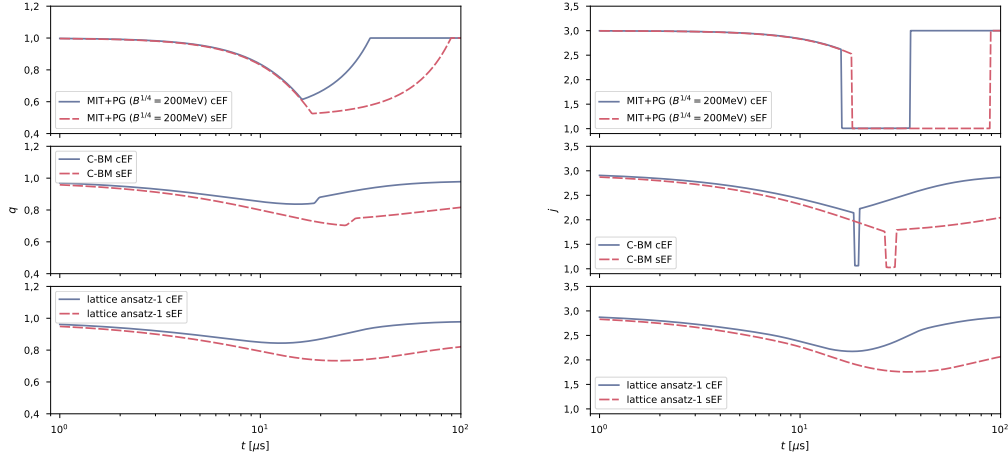 1,2
1,0
0,8
0,6
0,4
MIT+PG (B^{1/4} = 200MeV) cEF
MIT+PG (B^{1/4} = 200MeV) sEF
1,2
1,0
0,8
0,6
0,4
q
C-BM cEF
C-BM sEF
1,2
1,0
0,8
0,6
0,4
lattice ansatz-1 cEF
lattice ansatz-1 sEF
10^0
10^1
10^2
t [μs]
3,5
3,0
2,5
2,0
1,5
1,0
MIT+PG (B^{1/4} = 200MeV) cEF
MIT+PG (B^{1/4} = 200MeV) sEF
3,5
3,0
2,5
2,0
1,5
1,0
j
C-BM cEF
C-BM sEF
3,5
3,0
2,5
2,0
1,5
1,0
lattice ansatz-1 cEF
lattice ansatz-1 sEF
10^0
10^1
10^2
t [μs]